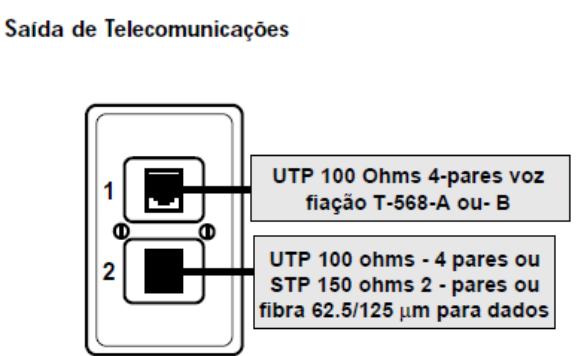 Saída de Telecomunicações
1
UTP 100 Ohms 4-pares voz
fiação T-568-A ou- B
2
UTP 100 ohms - 4 pares ou
STP 150 ohms 2 - pares ou
fibra 62.5/125 μm para dados